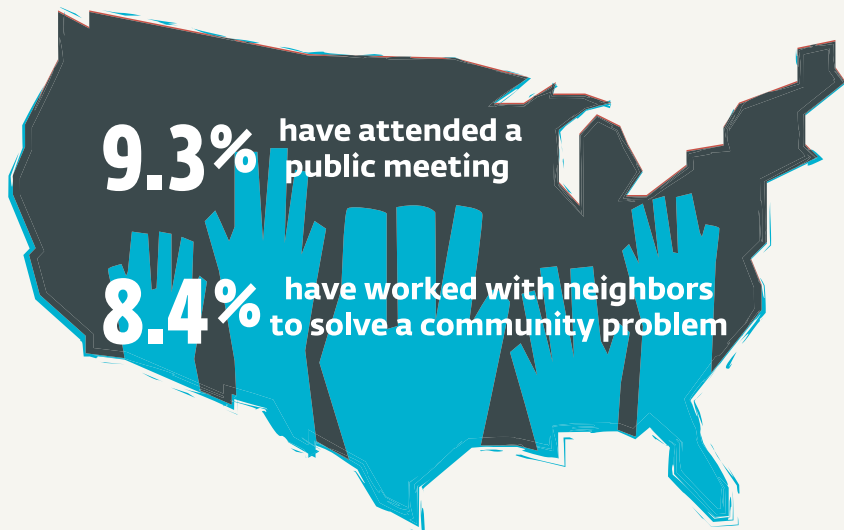 9.3% have attended a
public meeting
8.4% have worked with neighbors
to solve a community problem